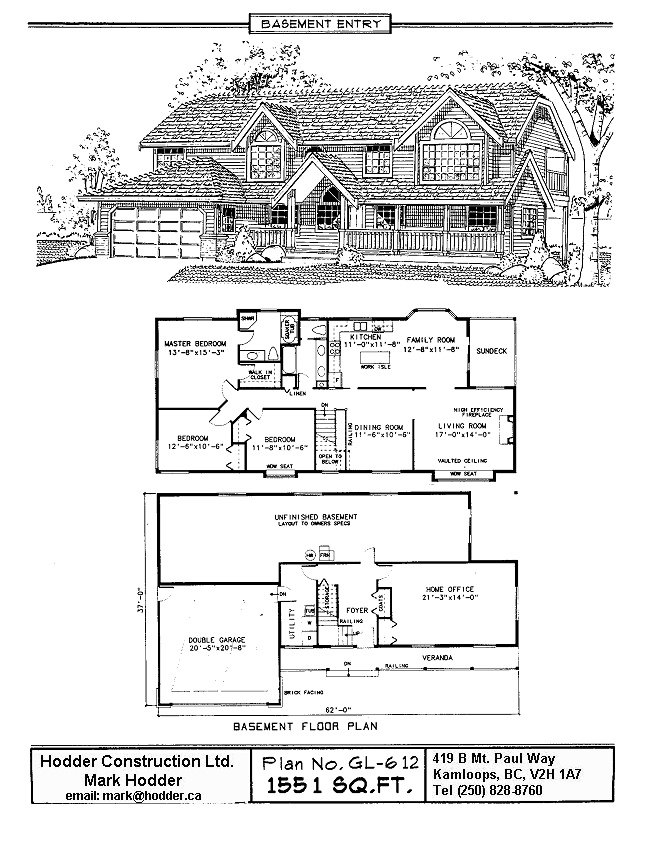 BASEMENT ENTRY
SHWR
SOAKER
TUB
MASTER BEDROOM
13'-8"x15'-3"
KITCHEN
11'-0"x11'-8"
FAMILY ROOM
12'-8"x11'-8"
SUNDECK
WORK ISLE
WALK IN
CLOSET
LINEN
F
DN
HIGH EFFICIENCY
FIREPLACE
BEDROOM
12'-6"x10'-6"
BEDROOM
11'-8"x10'-6"
RAILING
DINING ROOM
11'-6"x10'-6"
LIVING ROOM
17'-0"x14'-0"
OPEN TO
BELOW
VAULTED CEILING
WDW SEAT
WDW SEAT
UNFINISHED BASEMENT
LAYOUT TO OWNERS SPECS
HW
FRN
37'-0"
DN
STORAGE
HOME OFFICE
21'-3"x14'-0"
COATS
UTILITY
TUB
W
D
FOYER
RAILING
UP
DOUBLE GARAGE
20'-5"x20'-8"
VERANDA
DN
RAILING
BRICK FACING
62'-0"
BASEMENT FLOOR PLAN
Hodder Construction Ltd.
Mark Hodder
email: mark@hodder.ca
Plan No. GL-612
1551 SQ.FT.
419 B Mt. Paul Way
Kamloops, BC, V2H 1A7
Tel (250) 828-8760